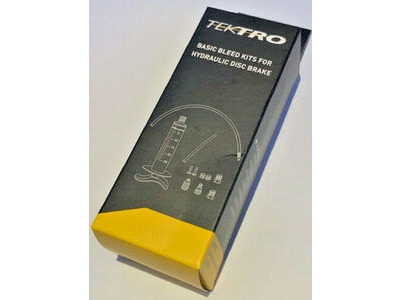 TEKTRO
BASIC BLEED KITS FOR
HYDRAULIC DISC BRAKE